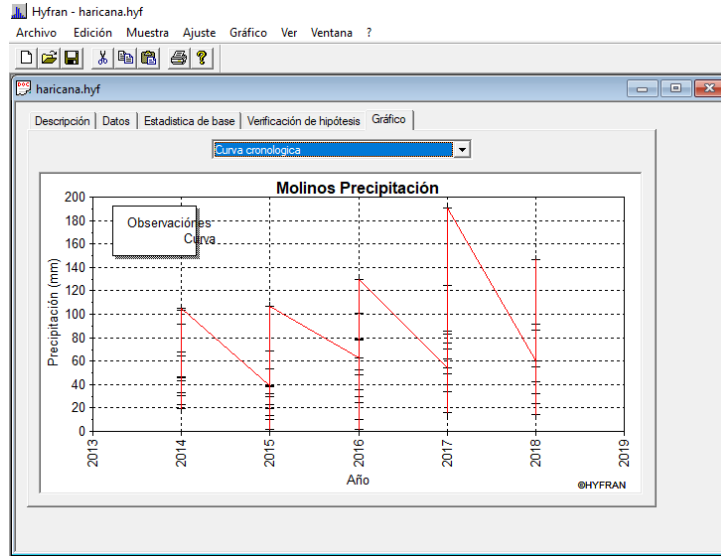 Hyfran - haricana.hyf
Archivo Edición Muestra Ajuste Gráfico Ver Ventana ?
haricana.hyf
Descripción Datos Estadistica de base Verificación de hipótesis Gráfico
Curva cronologica
Molinos Precipitación
Observaciónes
Curva
Precipitación (mm)
200
180
160
140
120
100
80
60
40
20
0
2013 2014 2015 2016 2017 2018 2019
Año
©HYFRAN